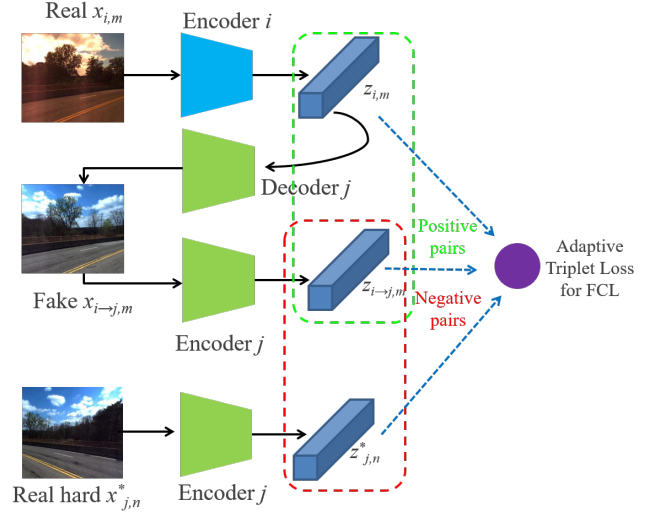 Real x_{i,m}
Encoder i
z_{i,m}
Decoder j
Positive
pairs
Adaptive
Triplet Loss
for FCL
Fake x_{i→j,m}
Encoder j
z_{i→j,m}
Negative
pairs
Real hard x^*_{j,n}
Encoder j
z^*_{j,n}